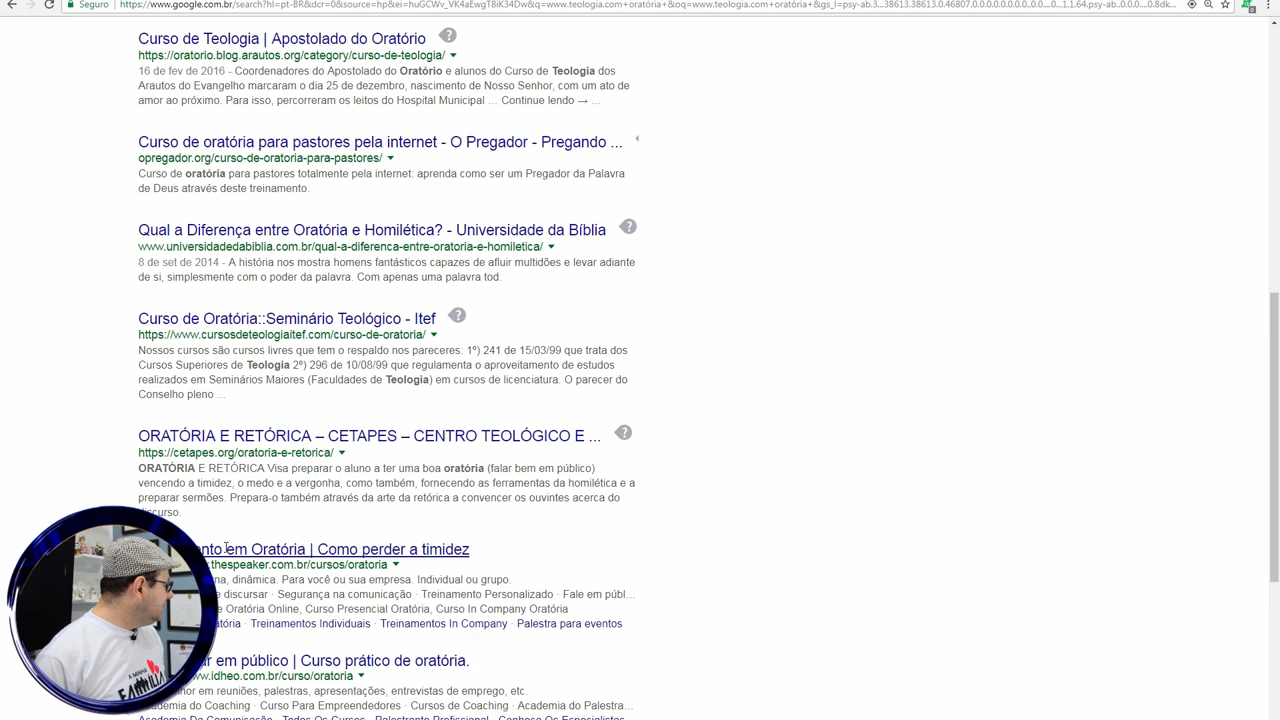 Seguro https://www.google.com.br/search?hl=pt-BR&dcr=0&source=hp&ei=huGCWv_VK4aEwgT8iK34Dw&q=www.teologia.com+oratória+&oq=www.teologia.com+oratória+&gs_l=psy-ab.3...38613.38613.0.46807.0.0.0.0.0.0.0.0..0.0....0...1.1.64.psy-ab..0.0.0....0.8dk...
Curso de Teologia | Apostolado do Oratório
https://oratorio.blog.arautos.org/category/curso-de-teologia/
16 de fev de 2016 - Coordenadores do Apostolado do Oratório e alunos do Curso de Teologia dos
Arautos do Evangelho marcaram o dia 25 de dezembro, nascimento de Nosso Senhor, com um ato de
amor ao próximo. Para isso, percorreram os leitos do Hospital Municipal ... Continue lendo → ...
Curso de oratória para pastores pela internet - O Pregador - Pregando ...
opregador.org/curso-de-oratoria-para-pastores/
Curso de oratória para pastores totalmente pela internet: aprenda como ser um Pregador da Palavra
de Deus através deste treinamento.
Qual a Diferença entre Oratória e Homilética? - Universidade da Bíblia
www.universidadedabiblia.com.br/qual-a-diferenca-entre-oratoria-e-homiletica/
8 de set de 2014 - A história nos mostra homens fantásticos capazes de afluir multidões e levar adiante
de si, simplesmente com o poder da palavra. Com apenas uma palavra tod.
Curso de Oratória::Seminário Teológico - Itef
https://www.cursosdeteologiaitef.com/curso-de-oratoria/
Nossos cursos são cursos livres que tem o respaldo nos pareceres: 1º) 241 de 15/03/99 que trata dos
Cursos Superiores de Teologia 2º) 296 de 10/08/99 que regulamenta o aproveitamento de estudos
realizados em Seminários Maiores (Faculdades de Teologia) em cursos de licenciatura. O parecer do
Conselho pleno ...
ORATÓRIA E RETÓRICA – CETAPES – CENTRO TEOLÓGICO E ...
https://cetapes.org/oratoria-e-retorica/
ORATÓRIA E RETÓRICA Visa preparar o aluno a ter uma boa oratória (falar bem em público)
vencendo a timidez, o medo e a vergonha, como também, fornecendo as ferramentas da homilética e a
preparar sermões. Prepara-o também através da arte da retórica a convencer os ouvintes acerca do
discurso.
nto em Oratória | Como perder a timidez
.thespeaker.com.br/cursos/oratoria
na, dinâmica. Para você ou sua empresa. Individual ou grupo.
e discursar · Segurança na comunicação · Treinamento Personalizado · Fale em públ...
e Oratória Online, Curso Presencial Oratória, Curso In Company Oratória
atória · Treinamentos Individuais · Treinamentos In Company · Palestra para eventos
ar em público | Curso prático de oratória.
w.idheo.com.br/curso/oratoria
or em reuniões, palestras, apresentações, entrevistas de emprego, etc.
ademia do Coaching · Curso Para Empreendedores · Cursos de Coaching · Academia do Palestra...
Academia De Comunicação · Todos Os Cursos · Palestrante Profissional · Conheça Os Especialistas
A MINHA
FAMÍLIA